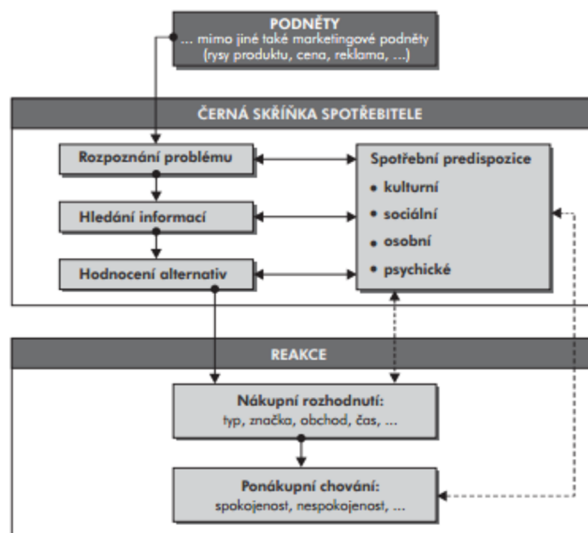 PODNĚTY
... mimo jiné také marketingové podněty
(rysy produktu, cena, reklama, ...)
ČERNÁ SKŘÍŇKA SPOTŘEBITELE
Rozpoznání problému
Hledání informací
Hodnocení alternativ
Spotřební predispozice
• kulturní
• sociální
• osobní
• psychické
REAKCE
Nákupní rozhodnutí:
typ, značka, obchod, čas, ...
Ponákupní chování:
spokojenost, nespokojenost, ...